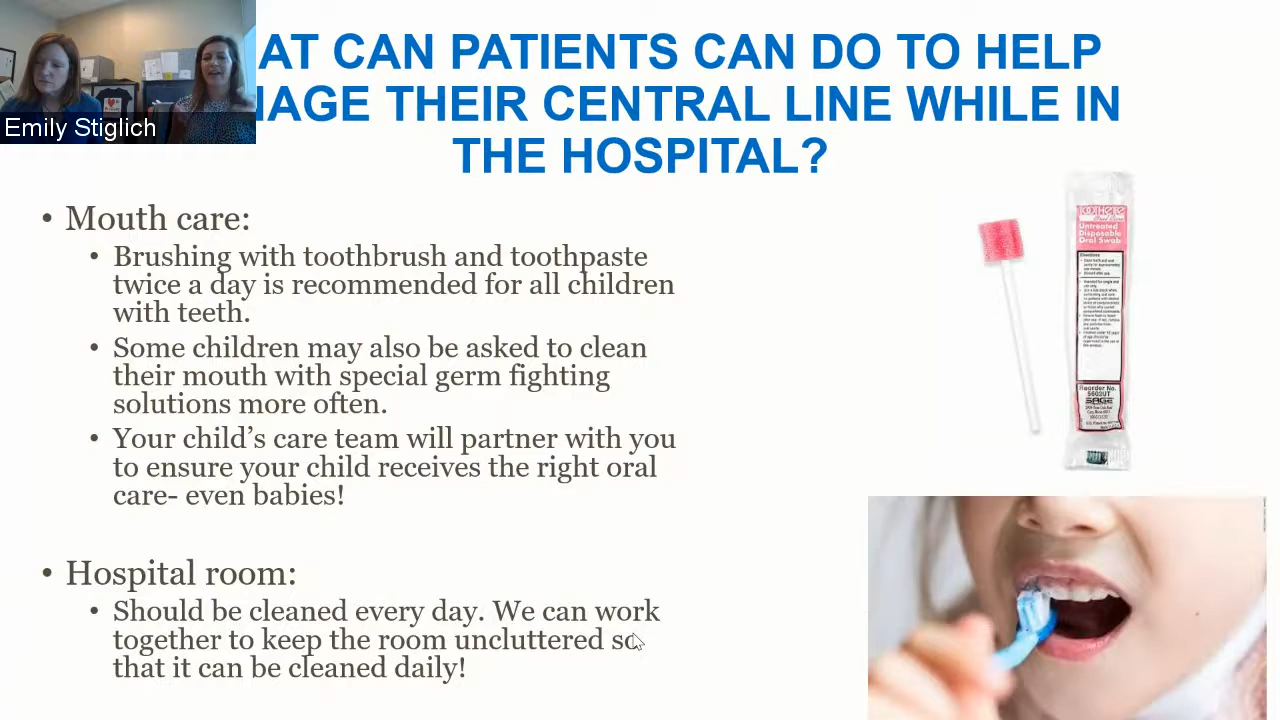 AT CAN PATIENTS CAN DO TO HELP
NAGE THEIR CENTRAL LINE WHILE IN
THE HOSPITAL?
Emily Stiglich
• Mouth care:
• Brushing with toothbrush and toothpaste
twice a day is recommended for all children
with teeth.
• Some children may also be asked to clean
their mouth with special germ fighting
solutions more often.
• Your child's care team will partner with you
to ensure your child receives the right oral
care- even babies!
• Hospital room:
• Should be cleaned every day. We can work
together to keep the room uncluttered so
that it can be cleaned daily!
Untreated
Disposable
Oral Swab
Reorder No.
5602UT
SAGE